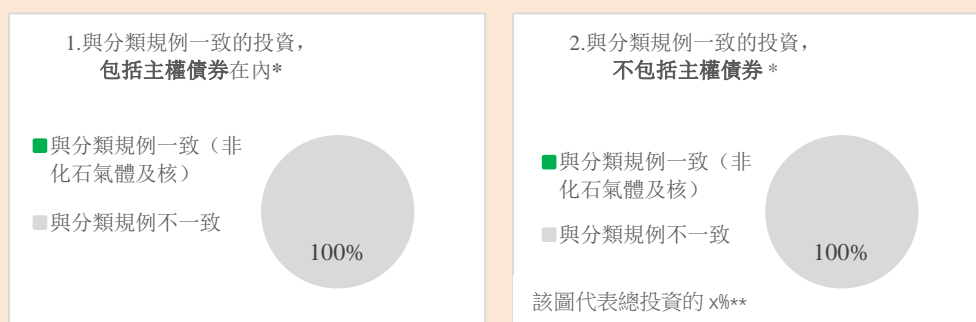 1.與分類規例一致的投資，
包括主權債券在內*
與分類規例一致（非
化石氣體及核）
與分類規例不一致
100%
2.與分類規例一致的投資，
不包括主權債券 *
與分類規例一致（非
化石氣體及核）
與分類規例不一致
100%
該圖代表總投資的 x%**